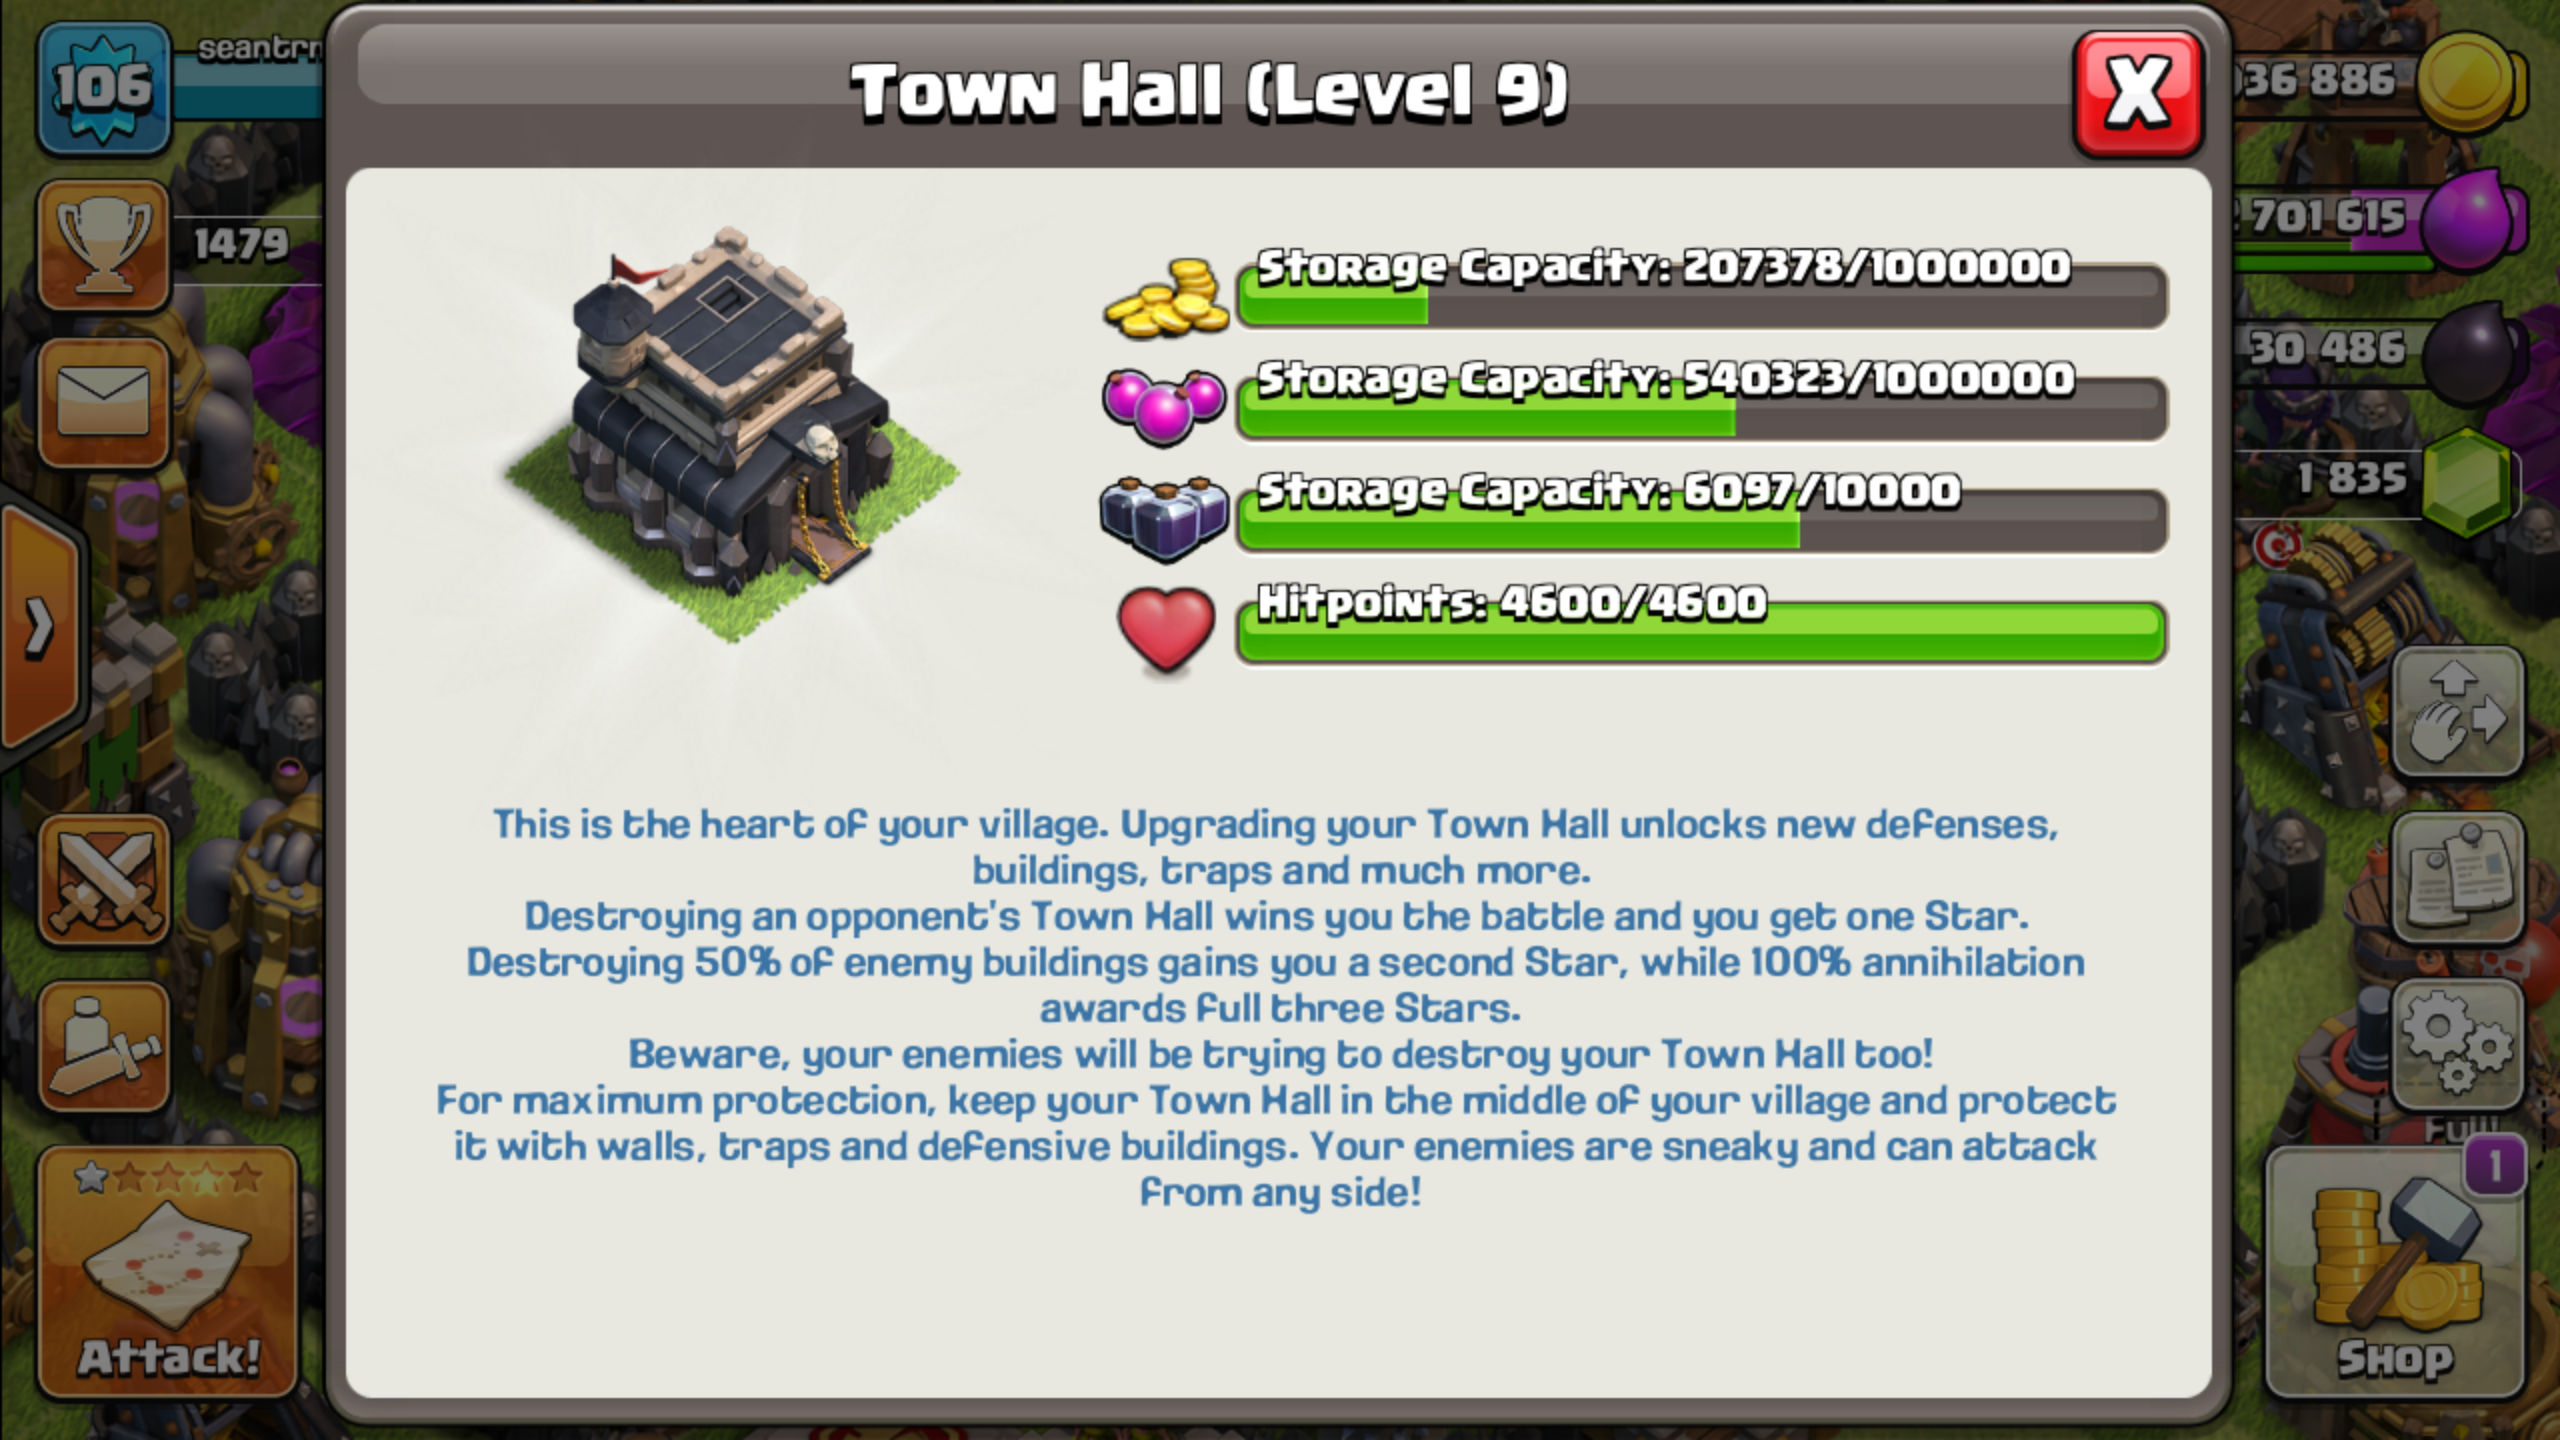 106
Town Hall (Level 9)
X
1479
Storage Capacity: 207378/1000000
Storage Capacity: 540323/1000000
Storage Capacity: 6097/10000
Hitpoints: 4600/4600
36 886
701 615
30 486
1 835
This is the heart of your village. Upgrading your Town Hall unlocks new defenses,
buildings, traps and much more.
Destroying an opponent's Town Hall wins you the battle and you get one Star.
Destroying 50% of enemy buildings gains you a second Star, while 100% annihilation
awards full three Stars.
Beware, your enemies will be trying to destroy your Town Hall too!
For maximum protection, keep your Town Hall in the middle of your village and protect
it with walls, traps and defensive buildings. Your enemies are sneaky and can attack
from any side!
Full!
1
Attack!
Shop